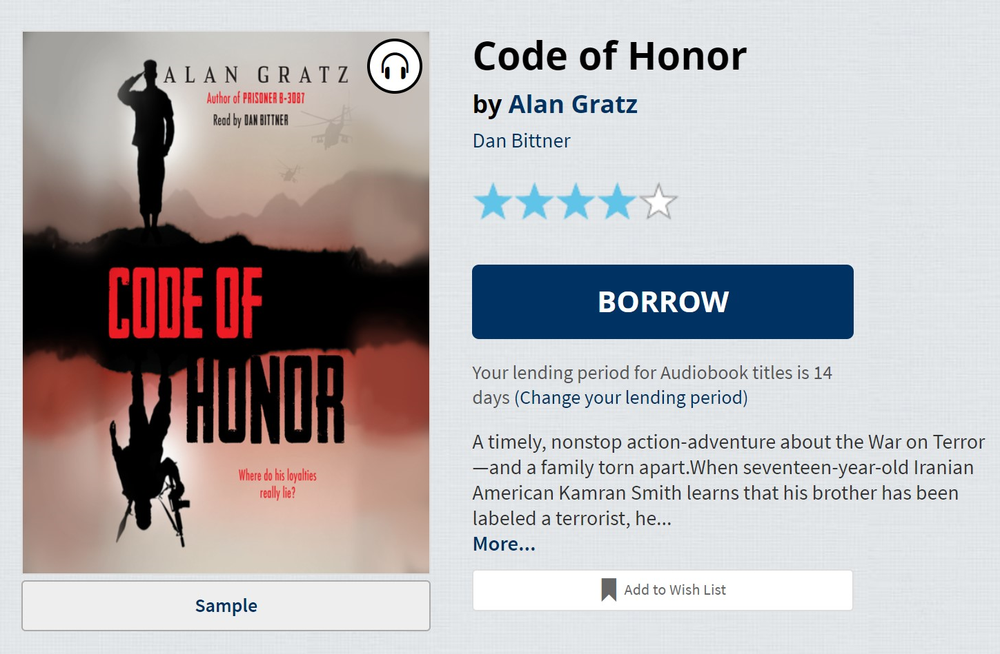 ALAN GRATZ
Author of PRISONER B-3087
Read by DAN BITTNER
CODE OF
HONOR
Where do his loyalties
really lie?
Sample
Code of Honor
by Alan Gratz
Dan Bittner
BORROW
Your lending period for Audiobook titles is 14
days (Change your lending period)
A timely, nonstop action-adventure about the War on Terror
—and a family torn apart.When seventeen-year-old Iranian
American Kamran Smith learns that his brother has been
labeled a terrorist, he...
More...
Add to Wish List